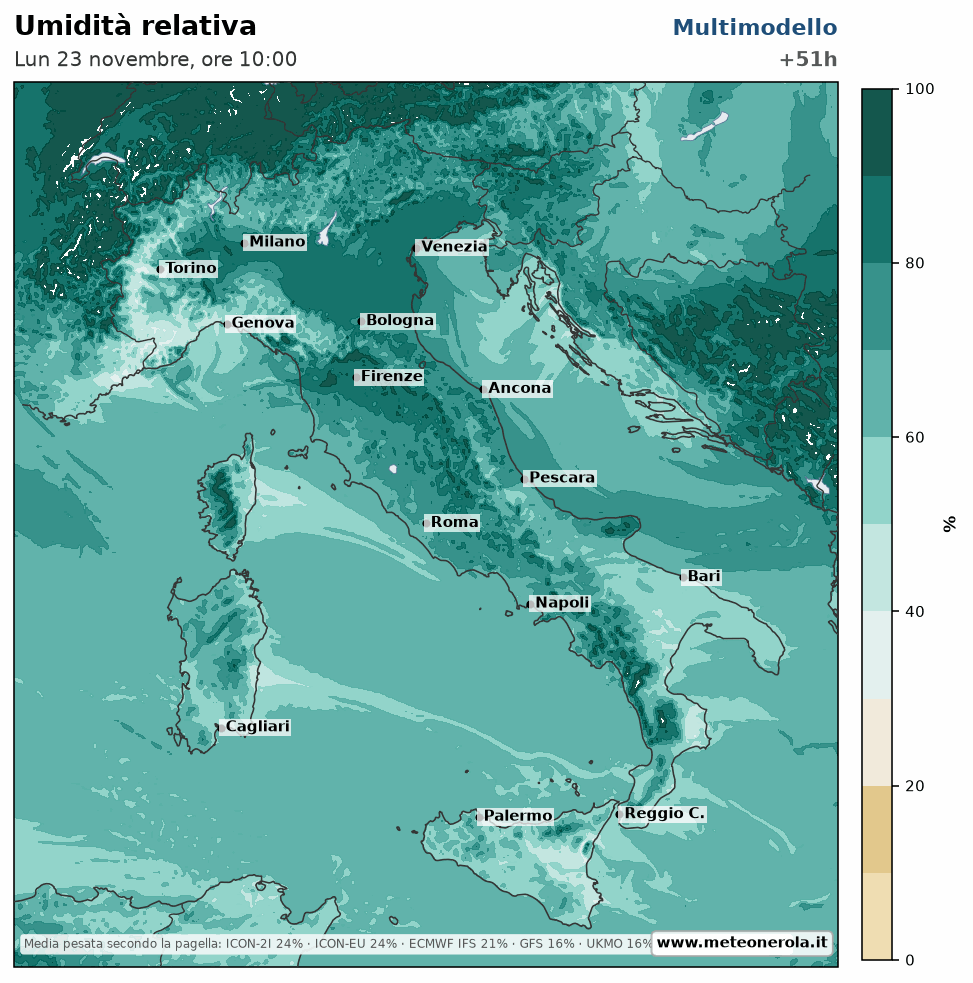 Umidità relativa
Multimodello
Lun 23 novembre, ore 10:00
+51h
100
Milano
Venezia
80
Torino
Genova
Bologna
Firenze
Ancona
60
Pescara
Roma
%
Bari
Napoli
40
Cagliari
20
Palermo
Reggio C.
Media pesata secondo la pagella: ICON-2I 24% · ICON-EU 24% · ECMWF IFS 21% · GFS 16% · UKMO 16%
www.meteonerola.it
0